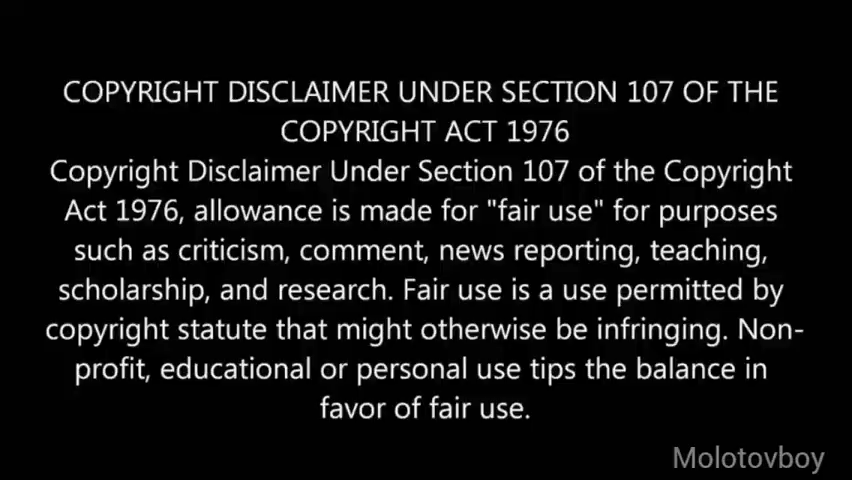 COPYRIGHT DISCLAIMER UNDER SECTION 107 OF THE
COPYRIGHT ACT 1976
Copyright Disclaimer Under Section 107 of the Copyright
Act 1976, allowance is made for "fair use" for purposes
such as criticism, comment, news reporting, teaching,
scholarship, and research. Fair use is a use permitted by
copyright statute that might otherwise be infringing. Non-
profit, educational or personal use tips the balance in
favor of fair use.
Molotovboy